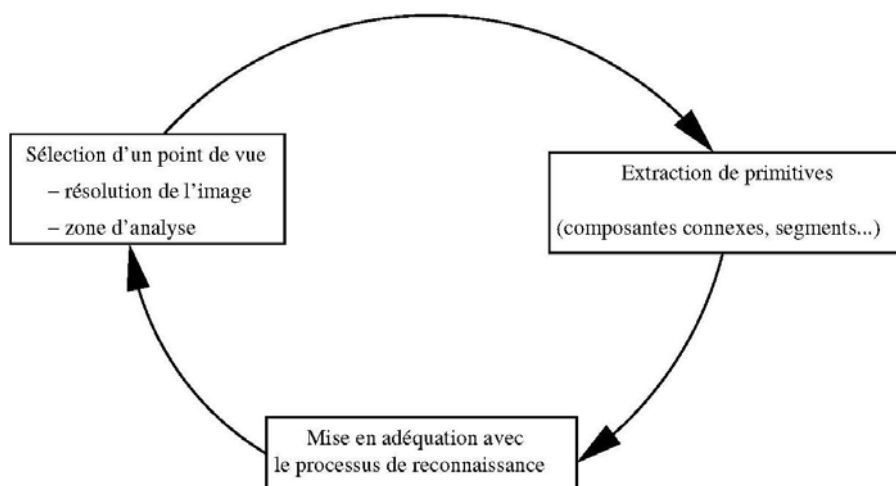 Sélection d'un point de vue
– résolution de l'image
– zone d'analyse
Extraction de primitives
(composantes connexes, segments...)
Mise en adéquation avec
le processus de reconnaissance